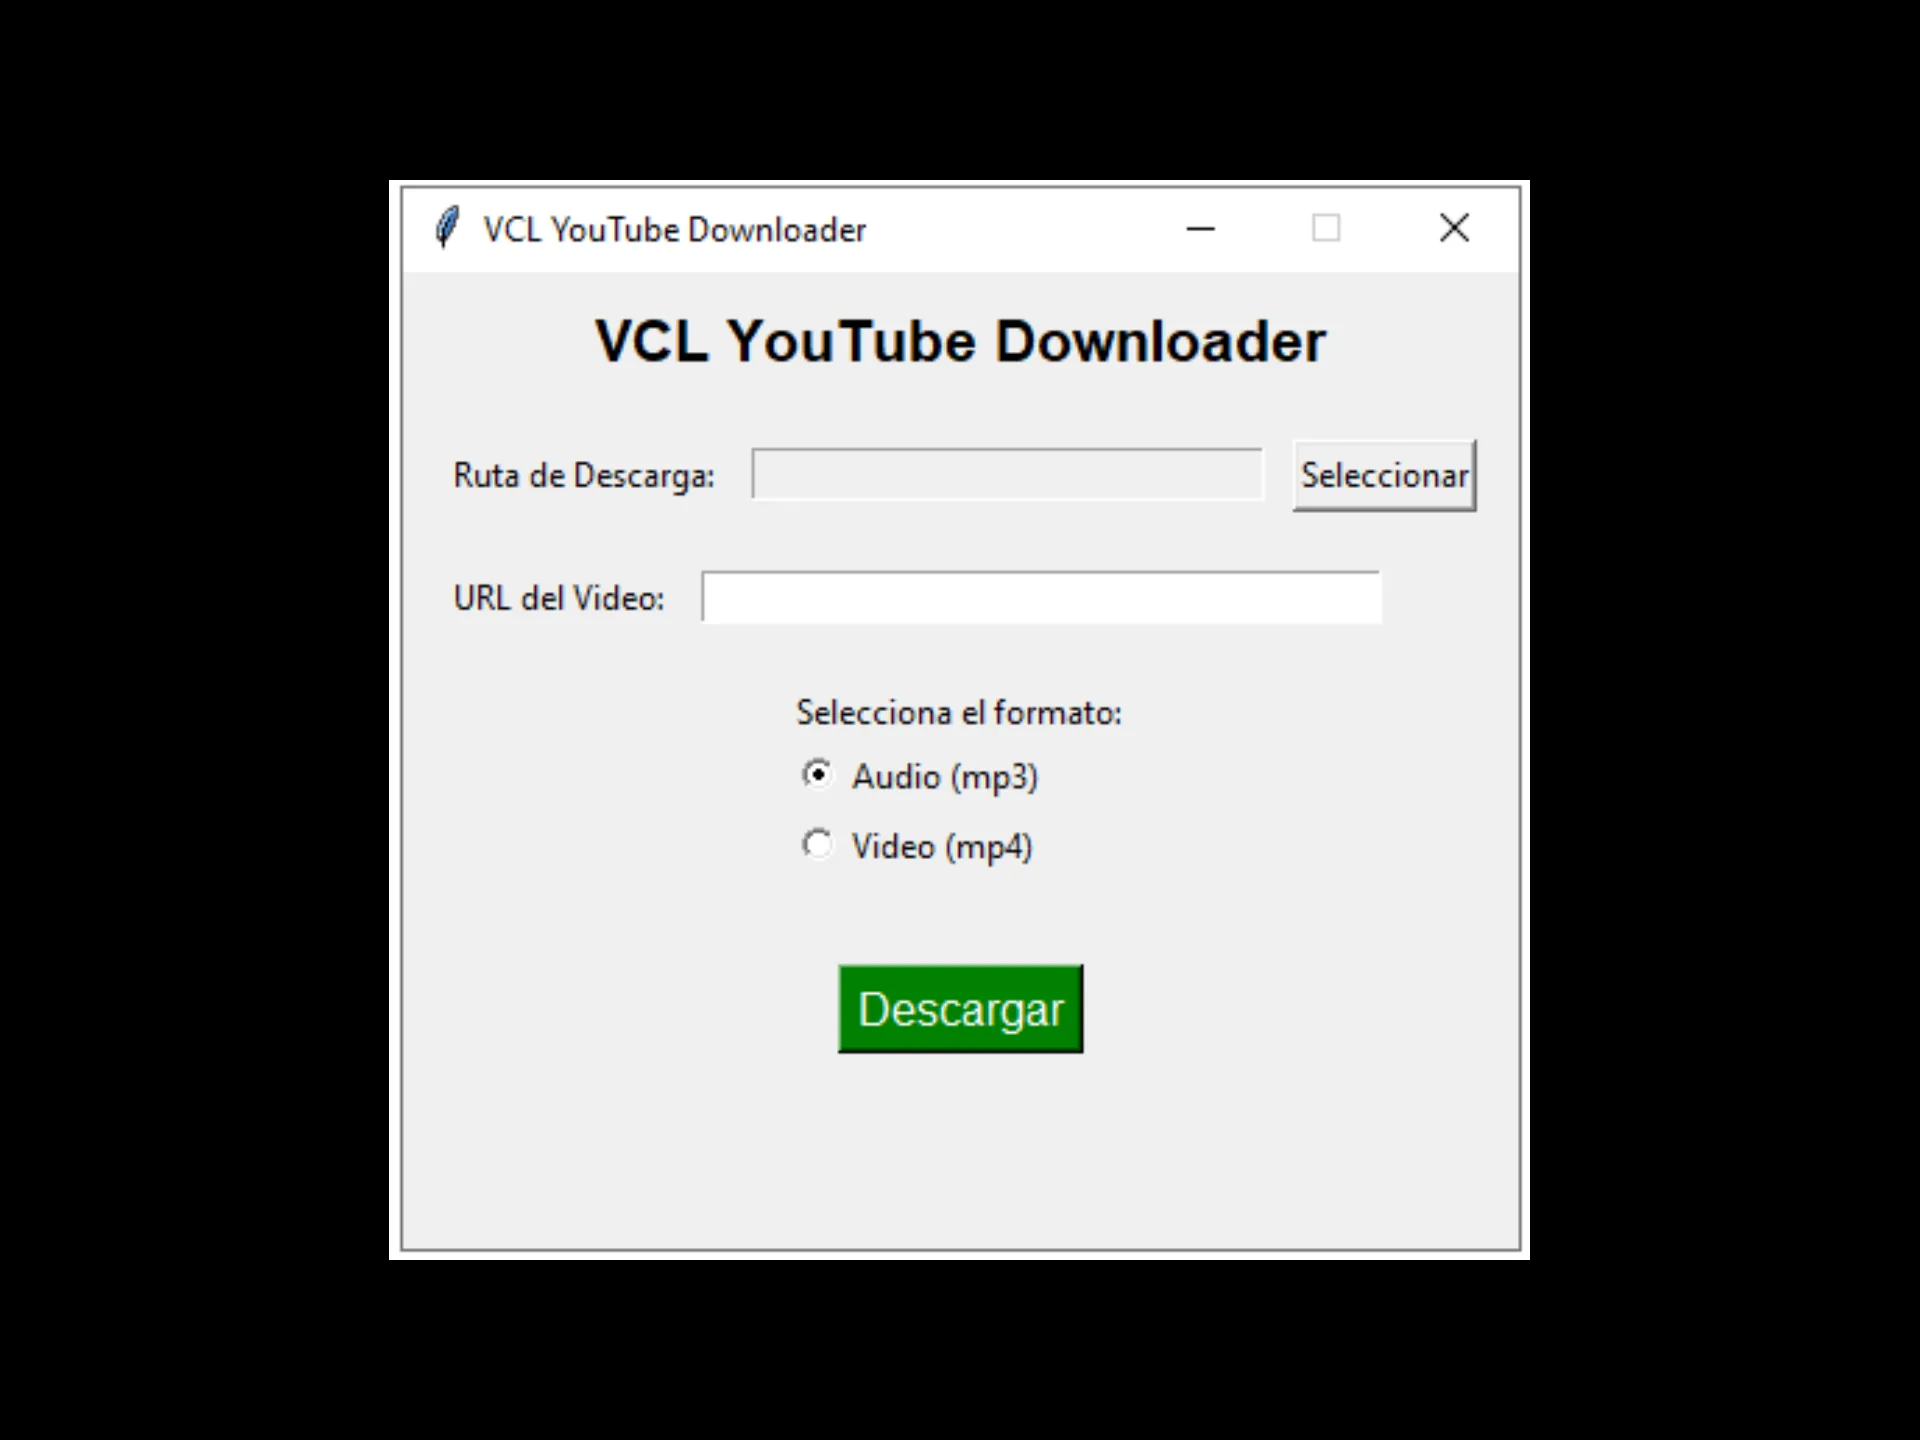 VCL YouTube Downloader
VCL YouTube Downloader
Ruta de Descarga:
Seleccionar
URL del Video:
Selecciona el formato:
Audio (mp3)
Video (mp4)
Descargar